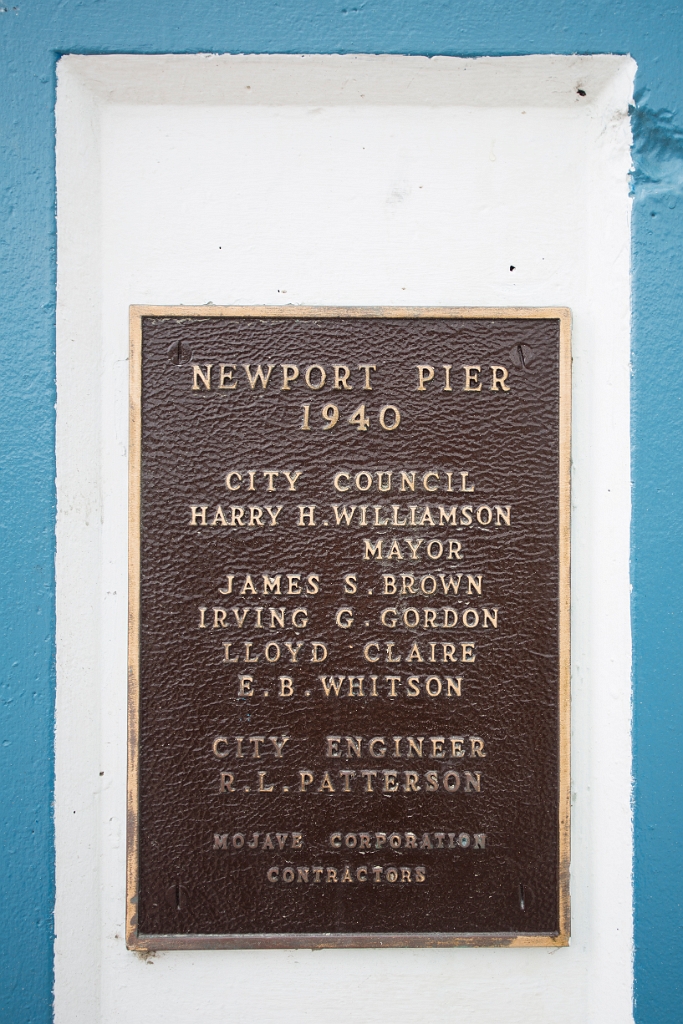 NEWPORT PIER
1940
CITY COUNCIL
HARRY H. WILLIAMSON
MAYOR
JAMES S. BROWN
IRVING G. GORDON
LLOYD CLAIRE
E. B. WHITSON
CITY ENGINEER
R. L. PATTERSON
MOJAVE CORPORATION
CONTRACTORS